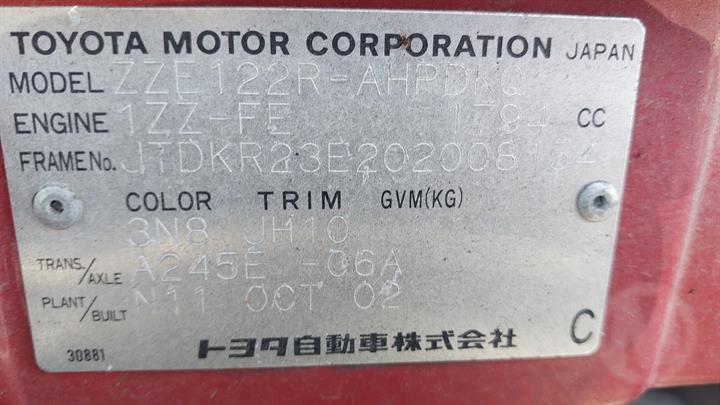 TOYOTA MOTOR CORPORATION JAPAN
MODEL ZZE122R-AHPDKQ
ENGINE 1ZZ-FE 1794 CC
FRAME No. JTDKR23E202008154
COLOR TRIM GVM(KG)
3N8 JH10
TRANS./AXLE A245E -06A
PLANT/BUILT N11 OCT 02
C
30881 トヨタ自動車株式会社